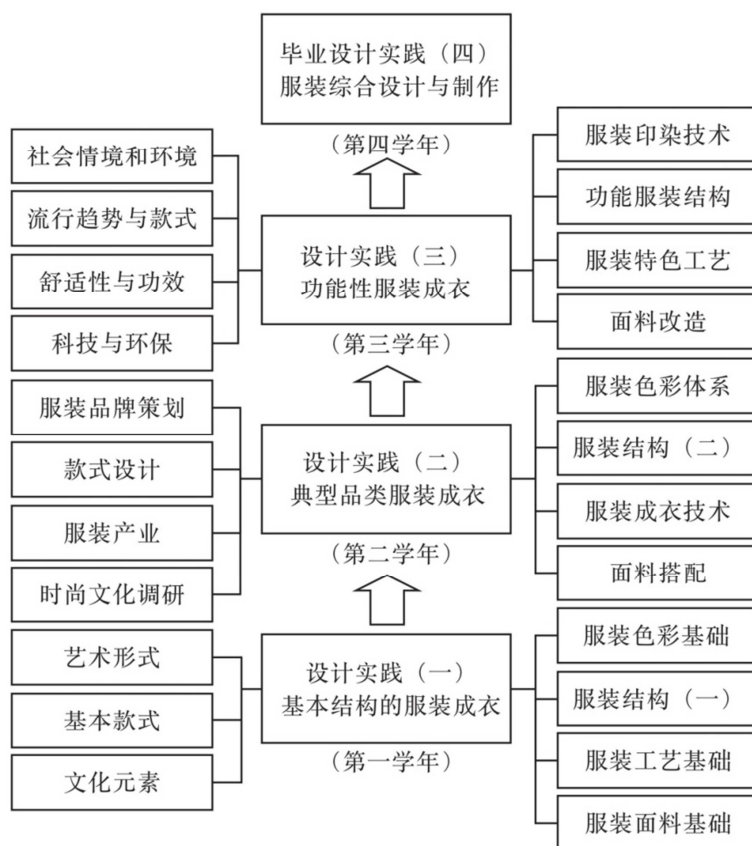 毕业设计实践（四）
服装综合设计与制作
（第四学年）
社会情境和环境
流行趋势与款式
舒适性与功效
科技与环保
设计实践（三）
功能性服装成衣
（第三学年）
服装印染技术
功能服装结构
服装特色工艺
面料改造
服装品牌策划
款式设计
服装产业
时尚文化调研
设计实践（二）
典型品类服装成衣
（第二学年）
服装色彩体系
服装结构（二）
服装成衣技术
面料搭配
艺术形式
基本款式
文化元素
设计实践（一）
基本结构的服装成衣
（第一学年）
服装色彩基础
服装结构（一）
服装工艺基础
服装面料基础